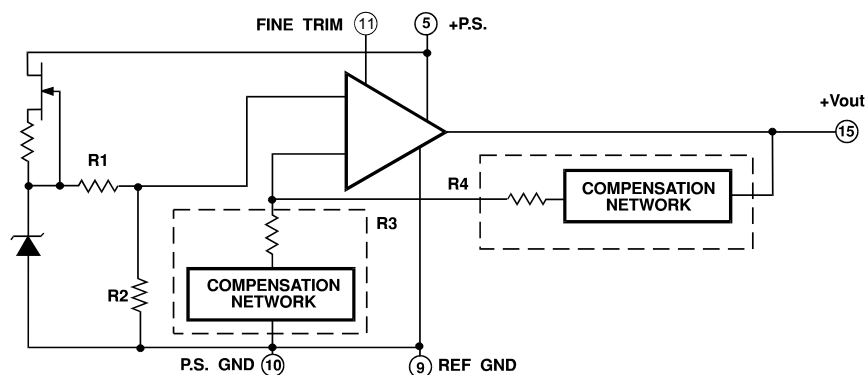 FINE TRIM 11
5 +P.S.
+Vout
15
R1
R4
COMPENSATION
NETWORK
R3
R2
COMPENSATION
NETWORK
P.S. GND 10
9 REF GND